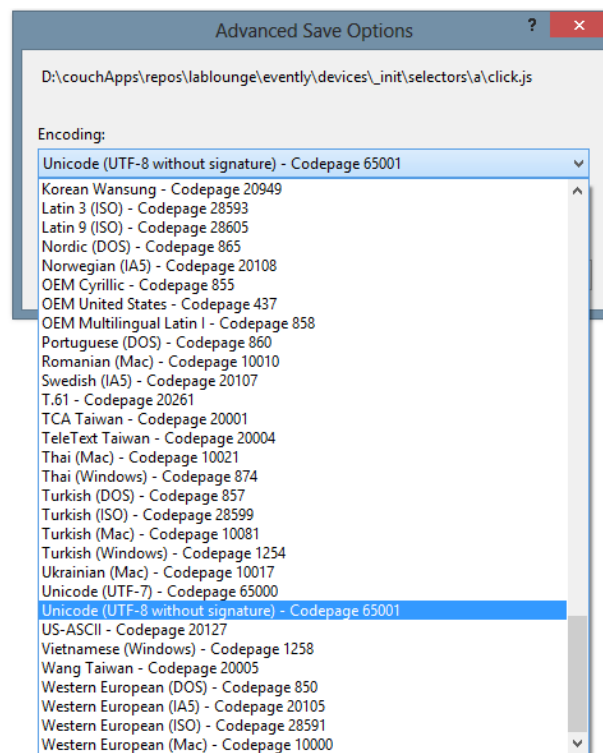 Advanced Save Options
?
D:\couchApps\repos\lablounge\evently\devices\_init\selectors\a\click.js
Encoding:
Unicode (UTF-8 without signature) - Codepage 65001
Korean Wansung - Codepage 20949
Latin 3 (ISO) - Codepage 28593
Latin 9 (ISO) - Codepage 28605
Nordic (DOS) - Codepage 865
Norwegian (IA5) - Codepage 20108
OEM Cyrillic - Codepage 855
OEM United States - Codepage 437
OEM Multilingual Latin I - Codepage 858
Portuguese (DOS) - Codepage 860
Romanian (Mac) - Codepage 10010
Swedish (IA5) - Codepage 20107
T.61 - Codepage 20261
TCA Taiwan - Codepage 20001
TeleText Taiwan - Codepage 20004
Thai (Mac) - Codepage 10021
Thai (Windows) - Codepage 874
Turkish (DOS) - Codepage 857
Turkish (ISO) - Codepage 28599
Turkish (Mac) - Codepage 10081
Turkish (Windows) - Codepage 1254
Ukrainian (Mac) - Codepage 10017
Unicode (UTF-7) - Codepage 65000
Unicode (UTF-8 without signature) - Codepage 65001
US-ASCII - Codepage 20127
Vietnamese (Windows) - Codepage 1258
Wang Taiwan - Codepage 20005
Western European (DOS) - Codepage 850
Western European (IA5) - Codepage 20105
Western European (ISO) - Codepage 28591
Western European (Mac) - Codepage 10000